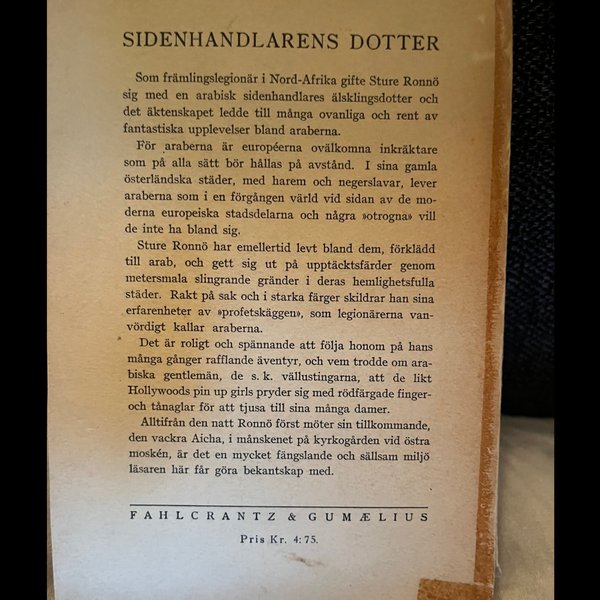 SIDENHANDLARENS DOTTER
Som främlingslegionär i Nord-Afrika gifte Sture Ronnö
sig med en arabisk sidenhandlares älsklingsdotter och
det äktenskapet ledde till många ovanliga och rent av
fantastiska upplevelser bland araberna.
För araberna är européerna ovälkomna inkräktare
som på alla sätt bör hållas på avstånd. I sina gamla
österländska städer, med harem och negerslavar, lever
araberna som i en förgången värld vid sidan av de mo-
derna europeiska stadsdelarna och några »otrogna» vill
de inte ha bland sig.
Sture Ronnö har emellertid levt bland dem, förklädd
till arab, och gett sig ut på upptäcktsfärder genom
metersmala slingrande gränder i deras hemlighetsfulla
städer. Rakt på sak och i starka färger skildrar han sina
erfarenheter av »profetskäggen», som legionärerna van-
vördigt kallar araberna.
Det är roligt och spännande att följa honom på hans
många gånger rafflande äventyr, och vem trodde om ara-
biska gentlemän, de s. k. vällustingarna, att de likt
Hollywoods pin up girls pryder sig med rödfärgade finger-
och tånaglar för att tjusa till sina många damer.
Alltifrån den natt Ronnö först möter sin tillkommande,
den vackra Aicha, i månskenet på kyrkogården vid östra
moskén, är det en mycket fängslande och sällsam miljö
läsaren här får göra bekantskap med.
FAHLCRANTZ & GUMÆLIUS
Pris Kr. 4:75.